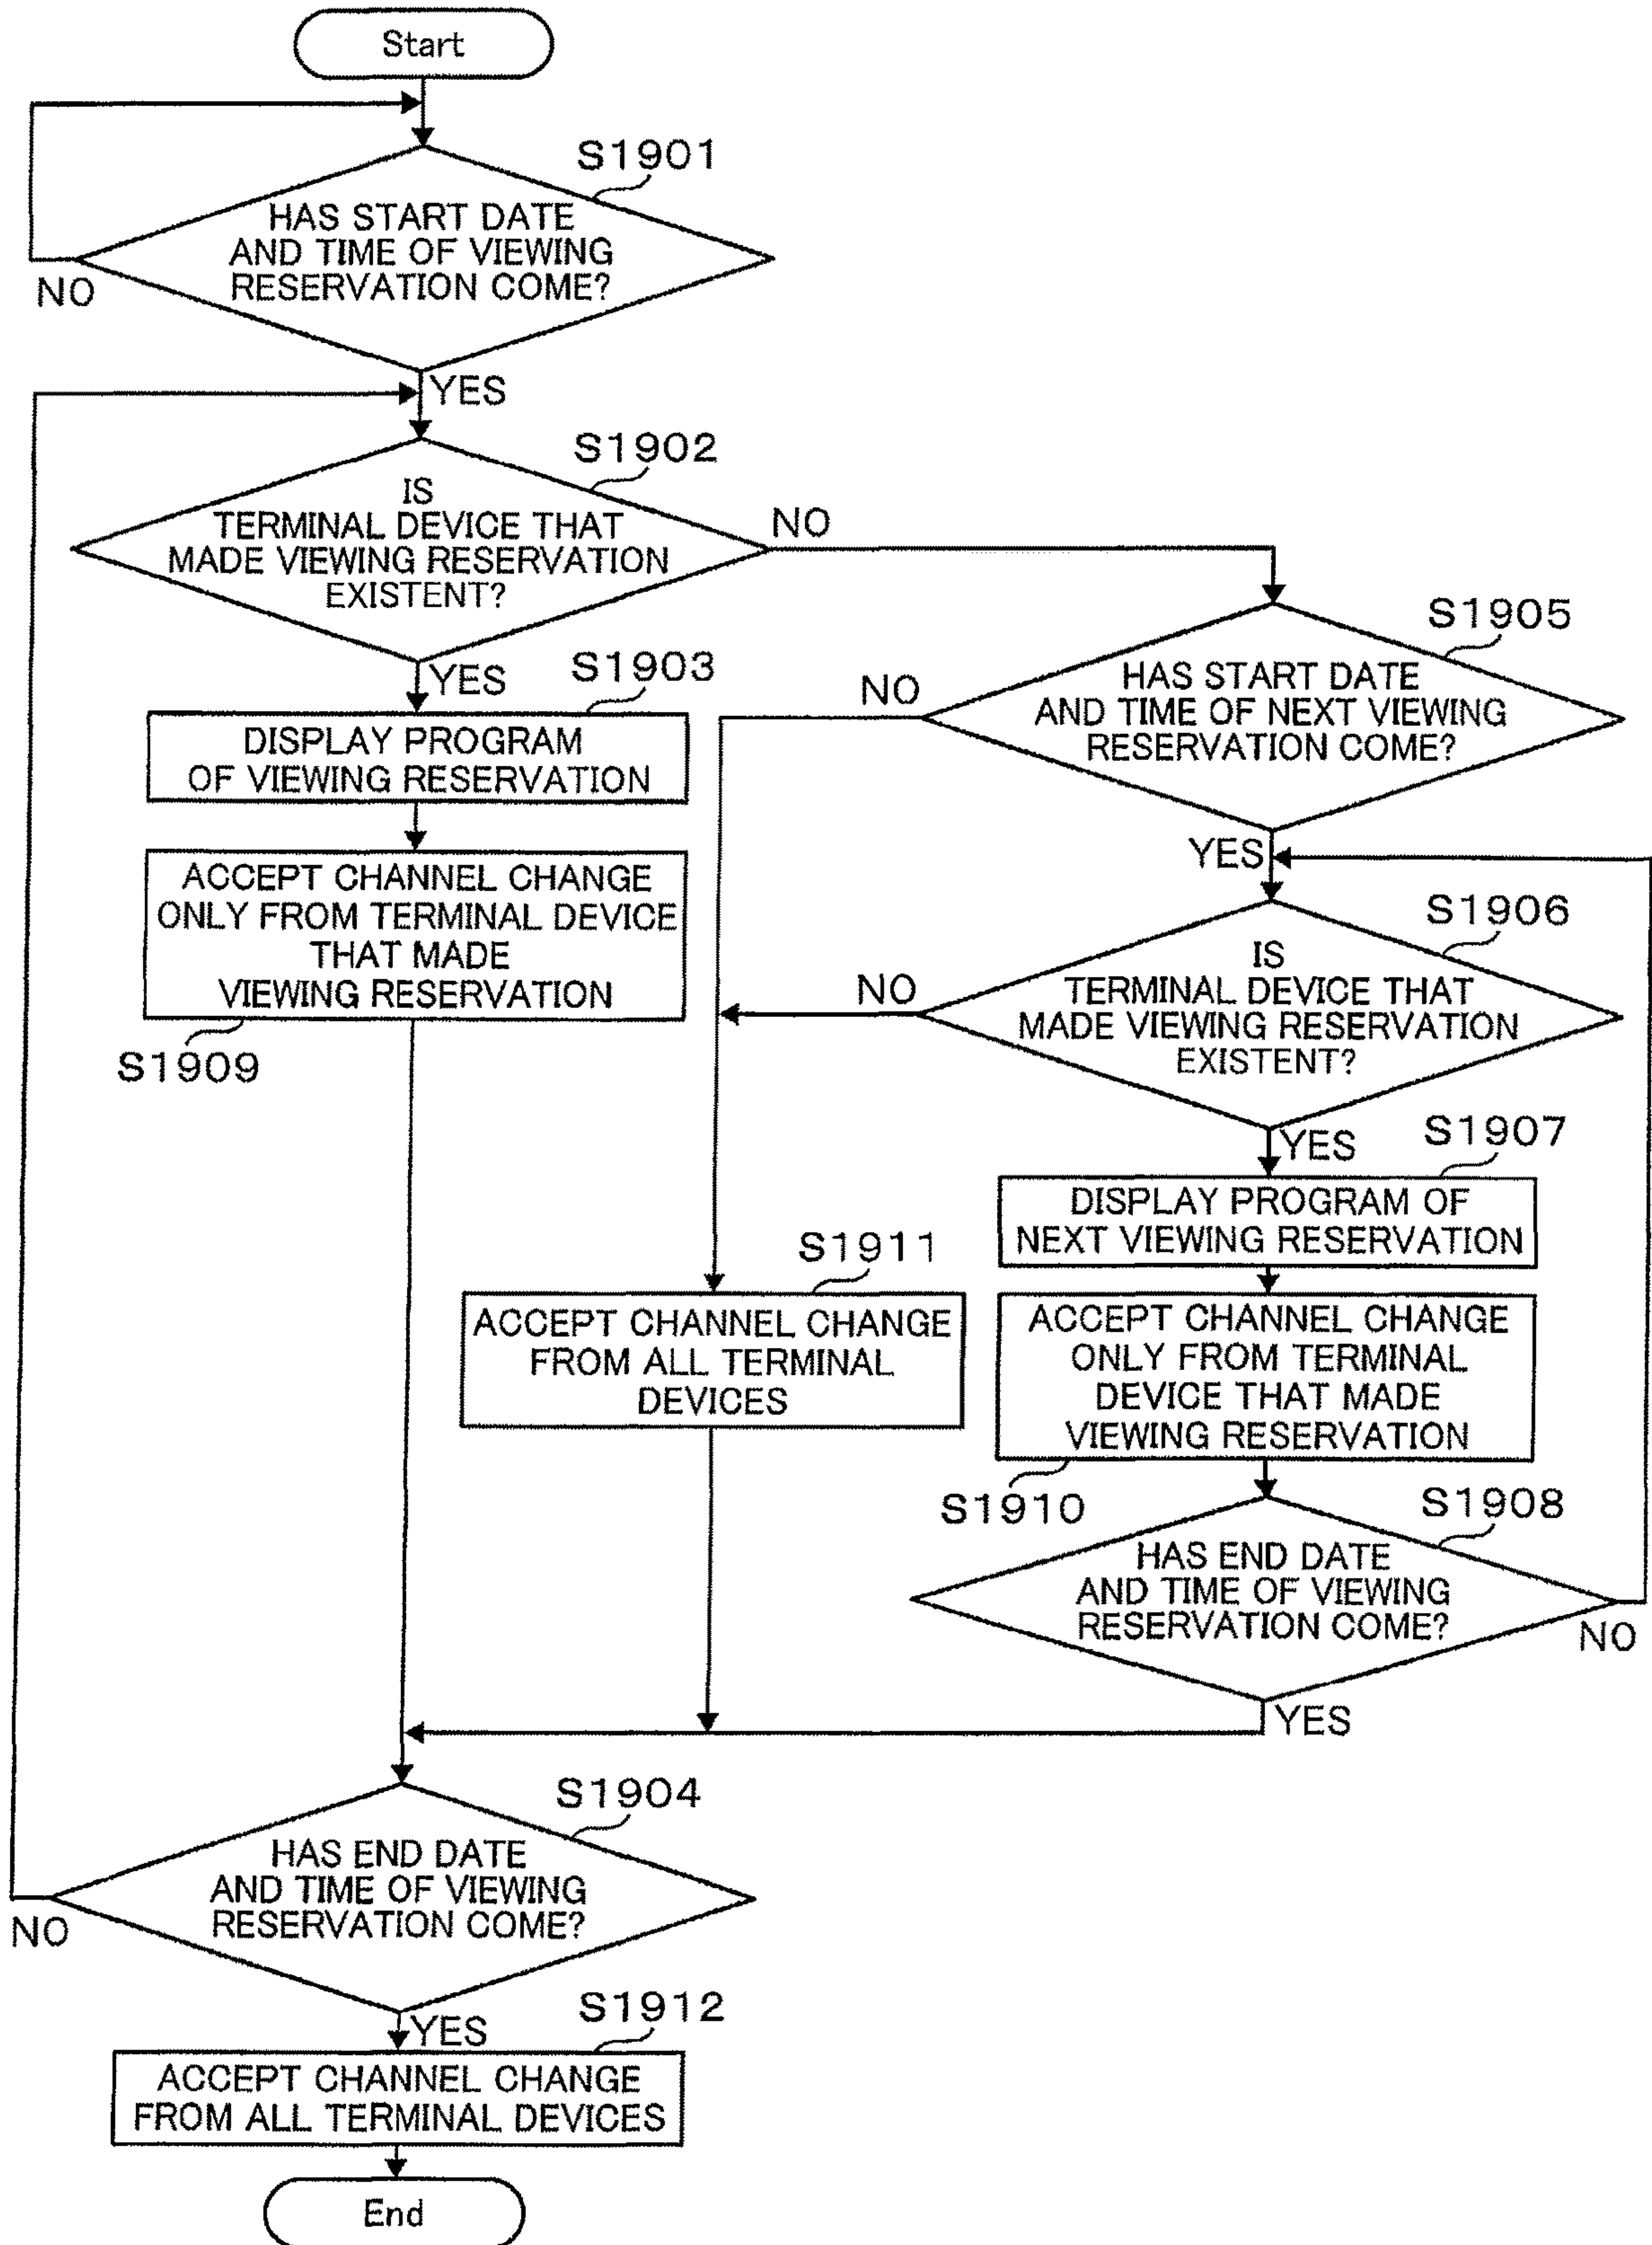 Start
S1901
HAS START DATE
AND TIME OF VIEWING
RESERVATION COME?
NO
YES
S1902
IS
TERMINAL DEVICE THAT
MADE VIEWING RESERVATION
EXISTENT?
NO
YES
S1905
HAS START DATE
AND TIME OF NEXT VIEWING
RESERVATION COME?
NO
YES
S1903
DISPLAY PROGRAM
OF VIEWING RESERVATION
ACCEPT CHANNEL CHANGE
ONLY FROM TERMINAL DEVICE
THAT MADE
VIEWING RESERVATION
S1909
S1906
IS
TERMINAL DEVICE THAT
MADE VIEWING RESERVATION
EXISTENT?
NO
YES
S1907
DISPLAY PROGRAM OF
NEXT VIEWING RESERVATION
S1911
ACCEPT CHANNEL CHANGE
FROM ALL TERMINAL
DEVICES
ACCEPT CHANNEL CHANGE
ONLY FROM TERMINAL
DEVICE THAT MADE
VIEWING RESERVATION
S1910
S1908
HAS END DATE
AND TIME OF VIEWING
RESERVATION COME?
NO
YES
S1904
HAS END DATE
AND TIME OF VIEWING
RESERVATION COME?
NO
YES
S1912
ACCEPT CHANNEL CHANGE
FROM ALL TERMINAL DEVICES
End